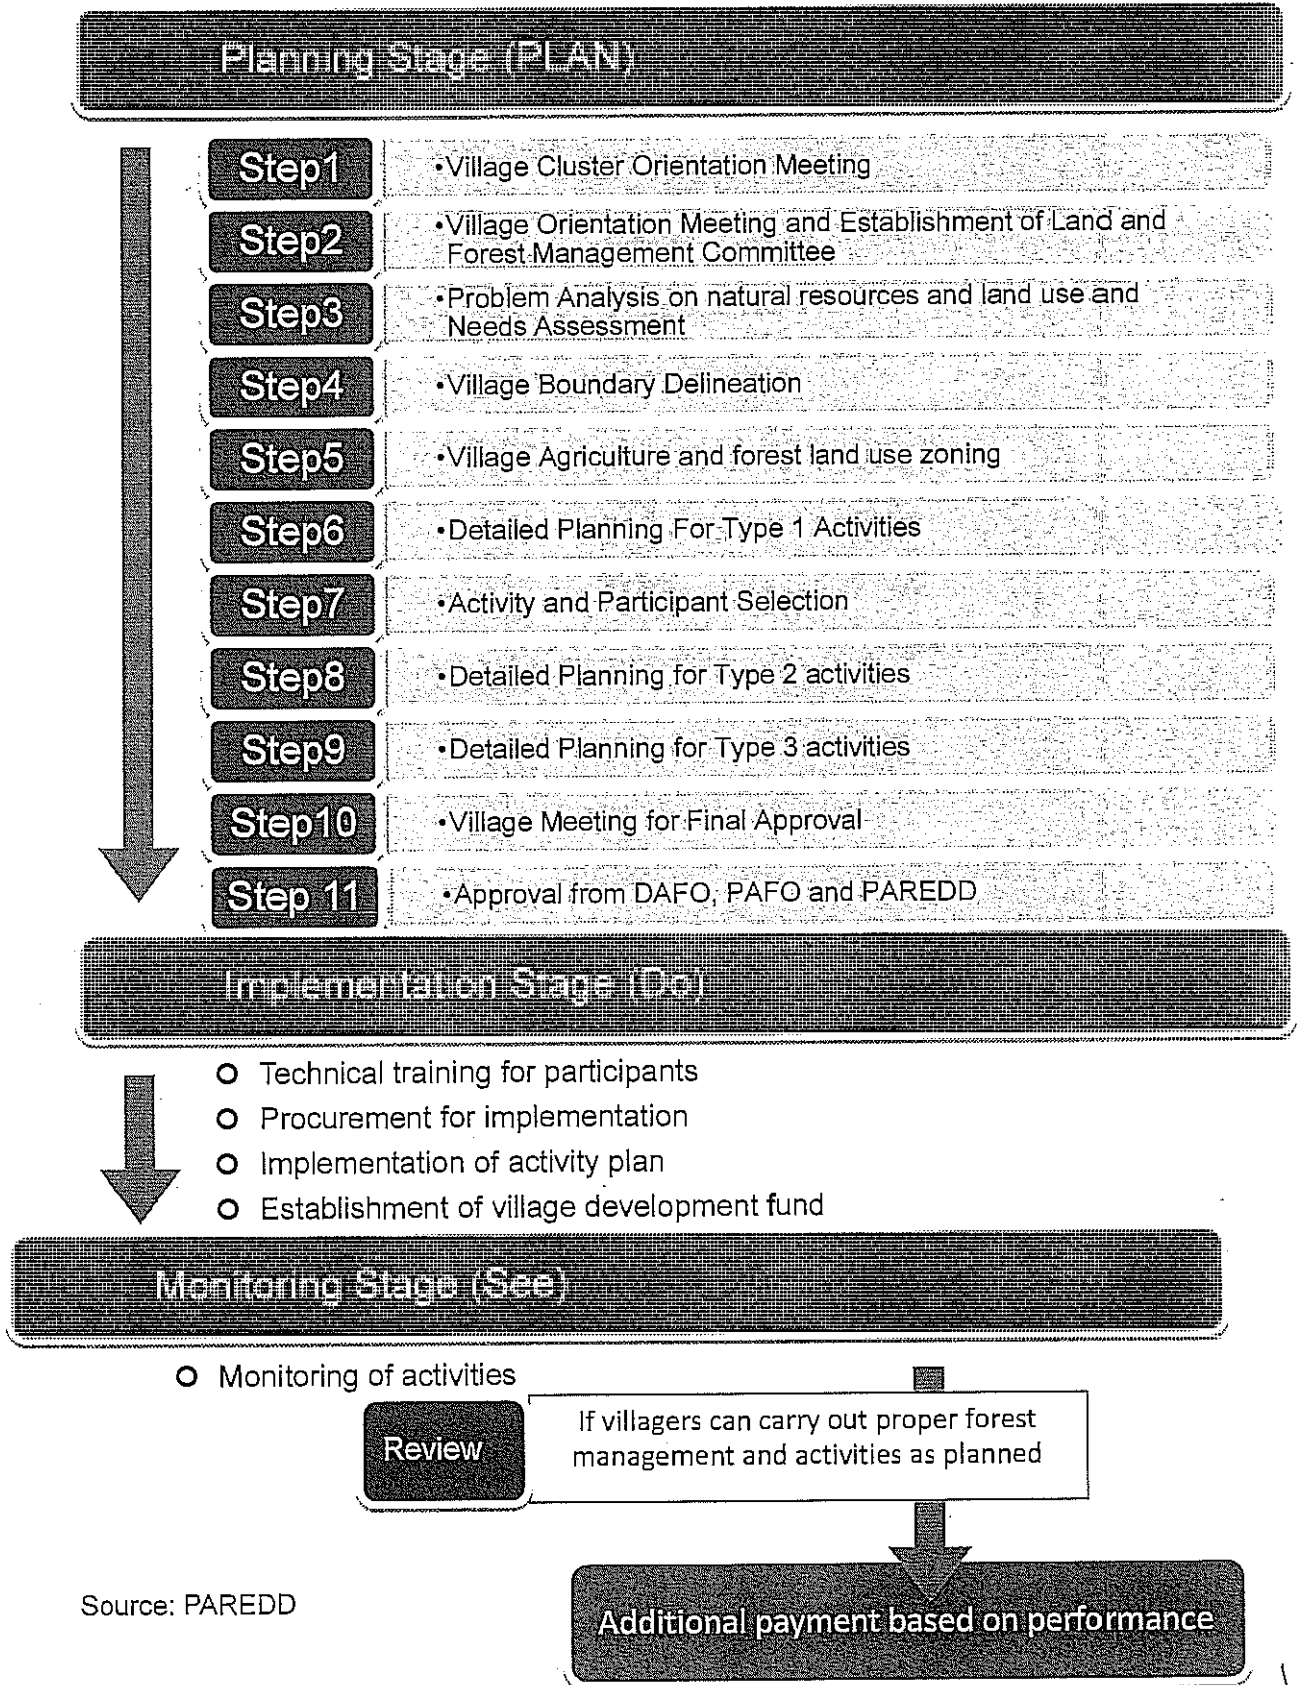 Planning Stage (PLAN)
Step1
•Village Cluster Orientation Meeting
Step2
•Village Orientation Meeting and Establishment of Land and
Forest Management Committee
Step3
•Problem Analysis on natural resources and land use and
Needs Assessment
Step4
•Village Boundary Delineation
Step5
•Village Agriculture and forest land use zoning
Step6
•Detailed Planning For Type 1 Activities
Step7
•Activity and Participant Selection
Step8
•Detailed Planning for Type 2 activities
Step9
•Detailed Planning for Type 3 activities
Step10
•Village Meeting for Final Approval
Step 11
•Approval from DAFO, PAFO and PAREDD
Implementation Stage (Do)
Technical training for participants
Procurement for implementation
Implementation of activity plan
Establishment of village development fund
Monitoring Stage (See)
Monitoring of activities
Review
If villagers can carry out proper forest
management and activities as planned
Source: PAREDD
Additional payment based on performance